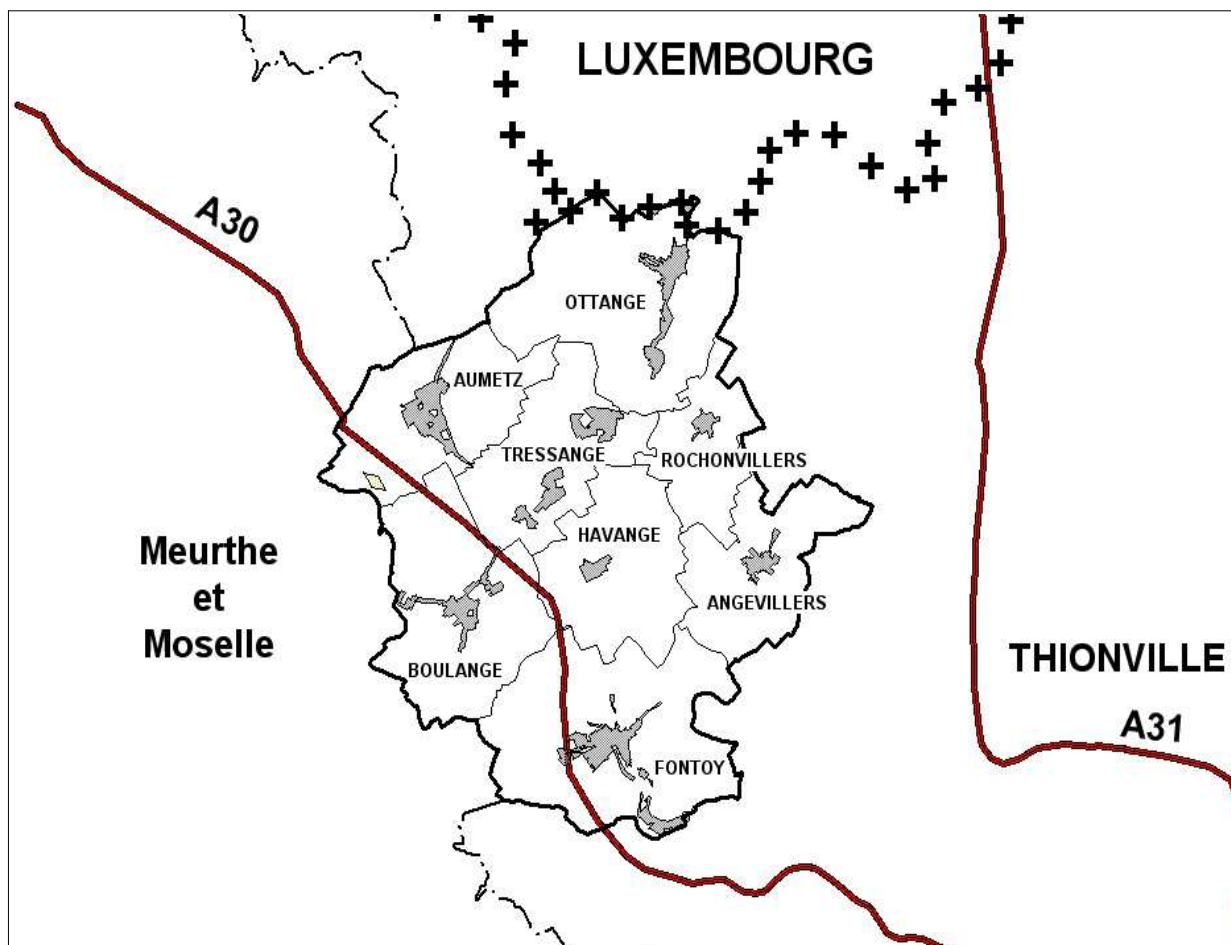 LUXEMBOURG
A30
OTTANGE
AUMETZ
TRESSANGE
ROCHONVILLERS
HAVANGE
Meurthe
et
Moselle
ANGEVILLERS
BOULANGE
THIONVILLE
A31
FONTOY